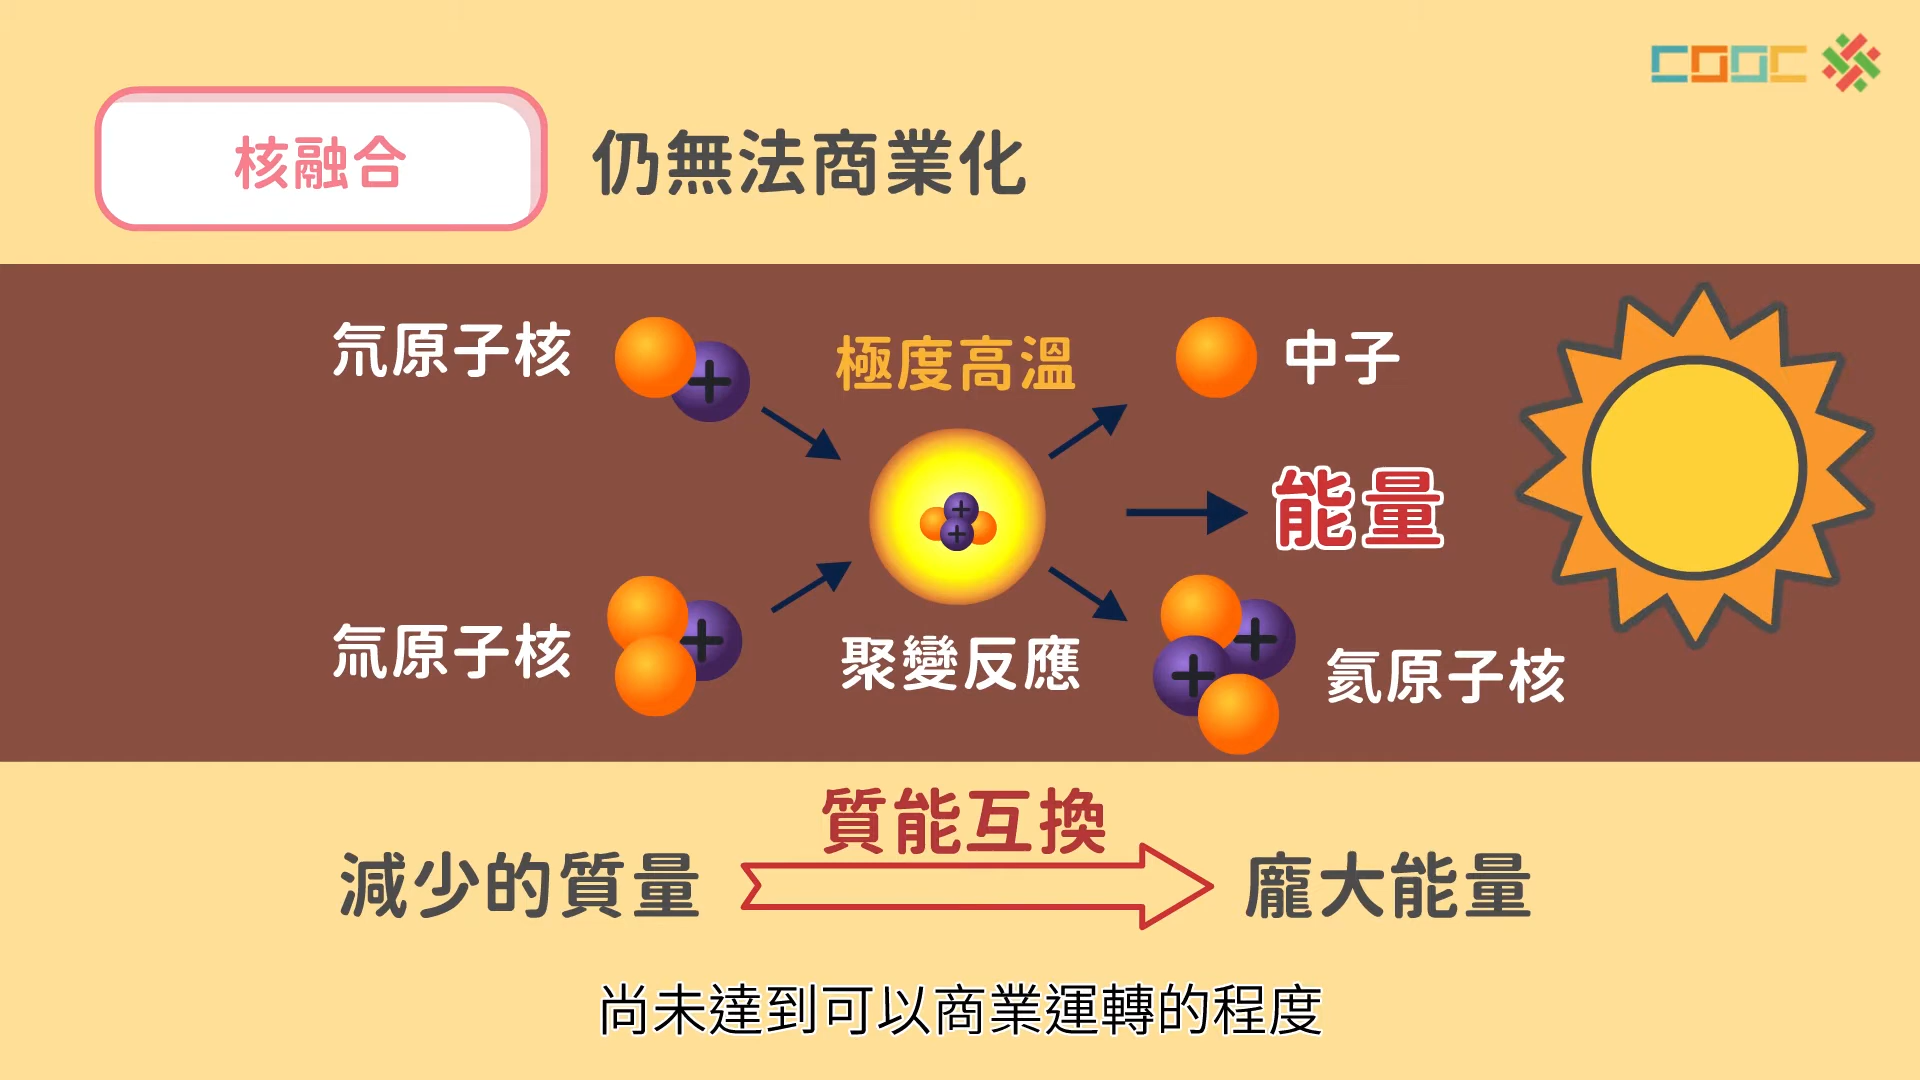 COOC
核融合
仍無法商業化
氘原子核
極度高溫
中子
能量
氚原子核
聚變反應
氦原子核
質能互換
減少的質量
龐大能量
尚未達到可以商業運轉的程度